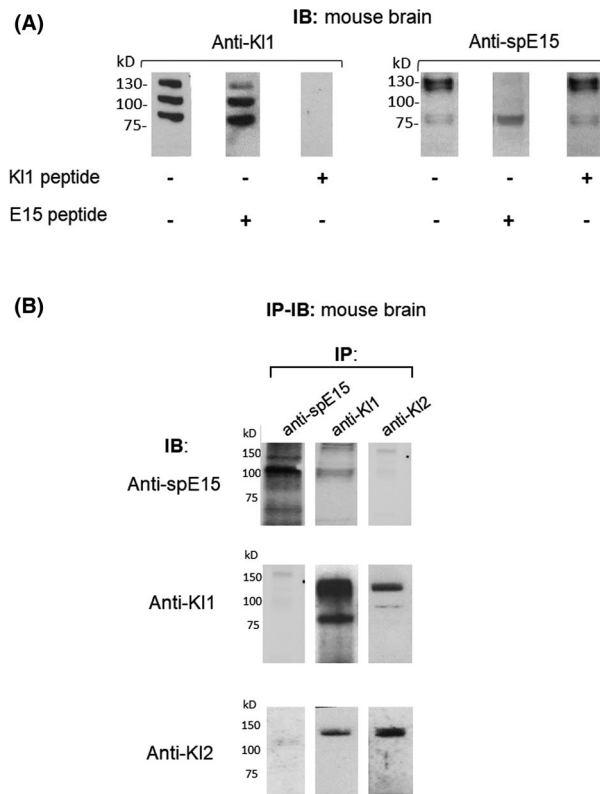 (A)
IB: mouse brain
Anti-Kl1 Anti-spE15
kD kD
130- 130-
100- 100-
75- 75-
Kl1 peptide - - + - - +
E15 peptide - + - - + -
(B)
IP-IB: mouse brain
IP:
anti-spE15 anti-Kl1 anti-Kl2
IB:
Anti-spE15
kD
150
100
75
Anti-Kl1
kD
150
100
75
Anti-Kl2
kD
150
100
75